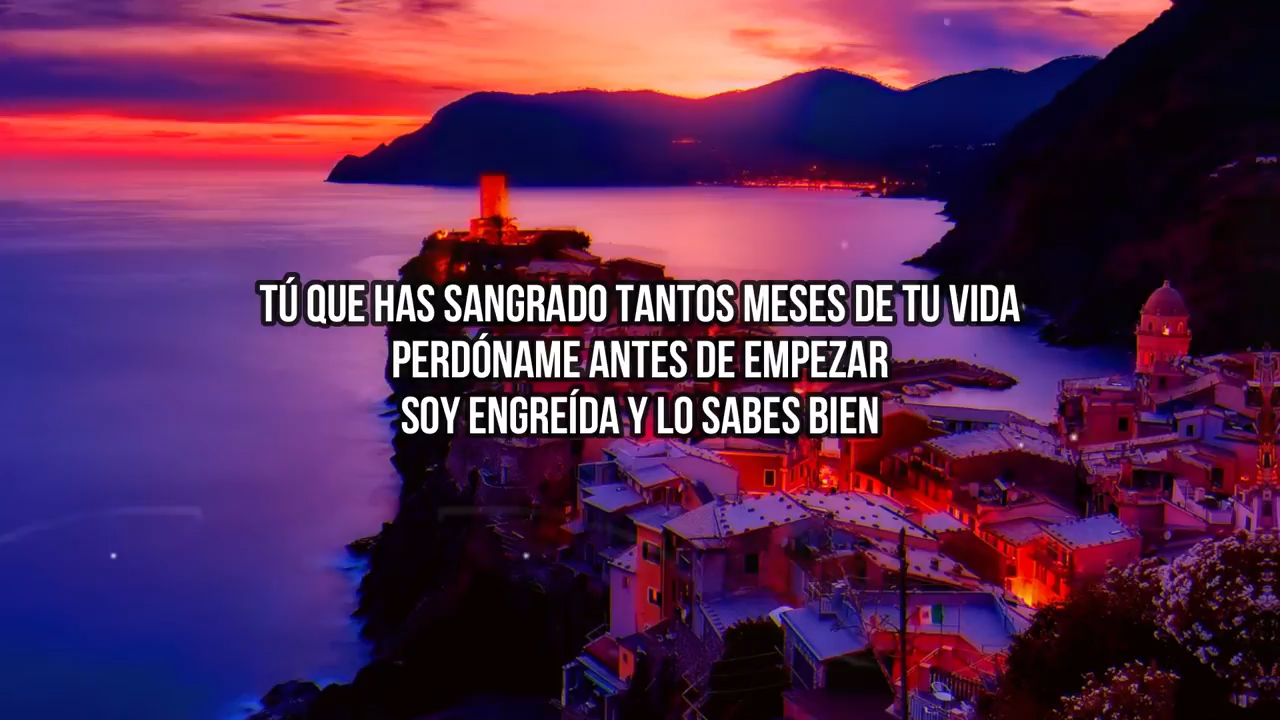 TÚ QUE HAS SANGRADO TANTOS MESES DE TU VIDA
PERDÓNAME ANTES DE EMPEZAR
SOY ENGREÍDA Y LO SABES BIEN